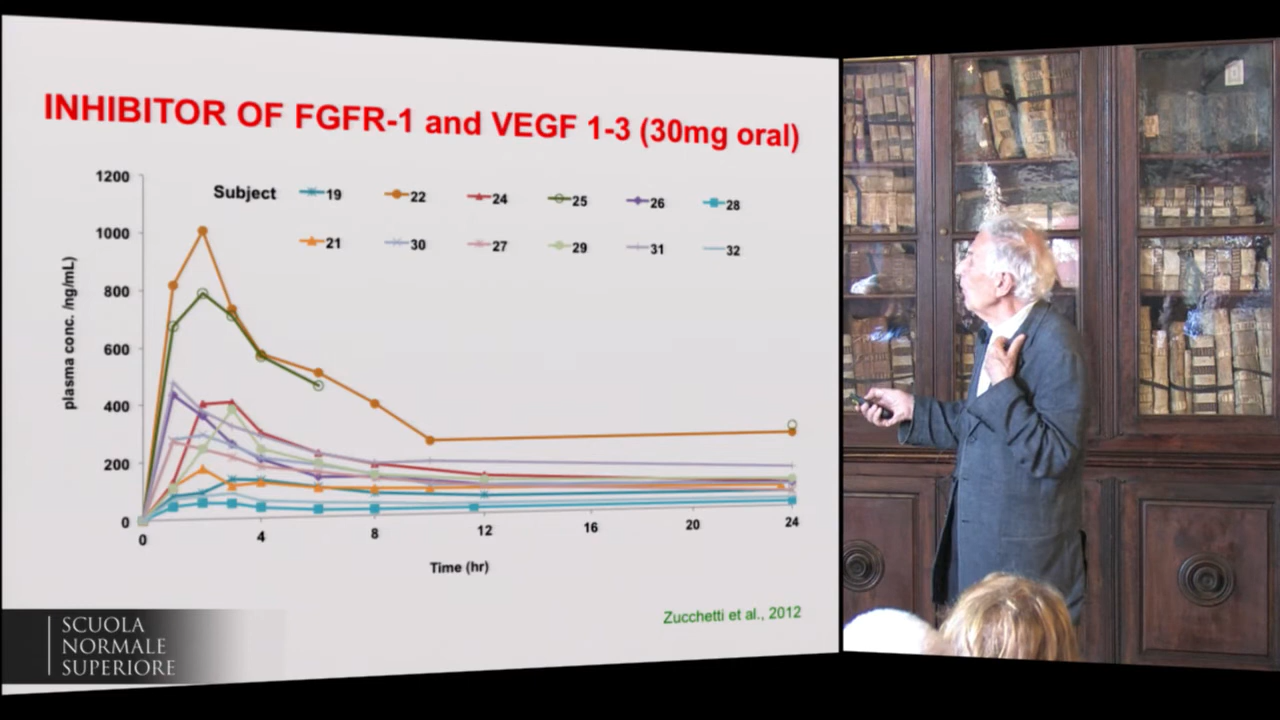 INHIBITOR OF FGFR-1 and VEGF 1-3 (30mg oral)
Subject 19 22 24 25 26 28
21 30 27 29 31 32
plasma conc. /ng/mL)
1200
1000
800
600
400
200
0
0 4 8 12 16 20 24
Time (hr)
Zucchetti et al., 2012
SCUOLA
NORMALE
SUPERIORE